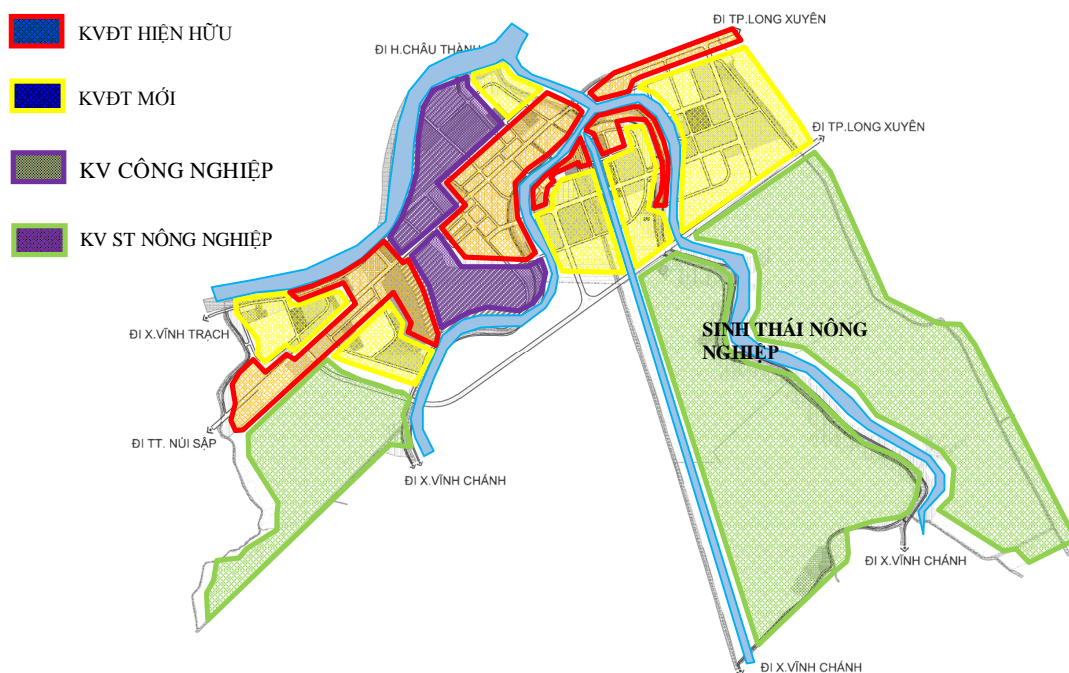 KVĐT HIỆN HỮU
KVĐT MỚI
KV CÔNG NGHIỆP
KV ST NÔNG NGHIỆP
ĐI TP.LONG XUYÊN
ĐI H.CHÂU THÀNH
ĐI TP.LONG XUYÊN
ĐI X.VĨNH TRẠCH
SINH THÁI NÔNG
NGHIỆP
ĐI TT. NÚI SẬP
ĐI X.VĨNH CHÁNH
ĐI X.VĨNH CHÁNH
ĐI X.VĨNH CHÁNH